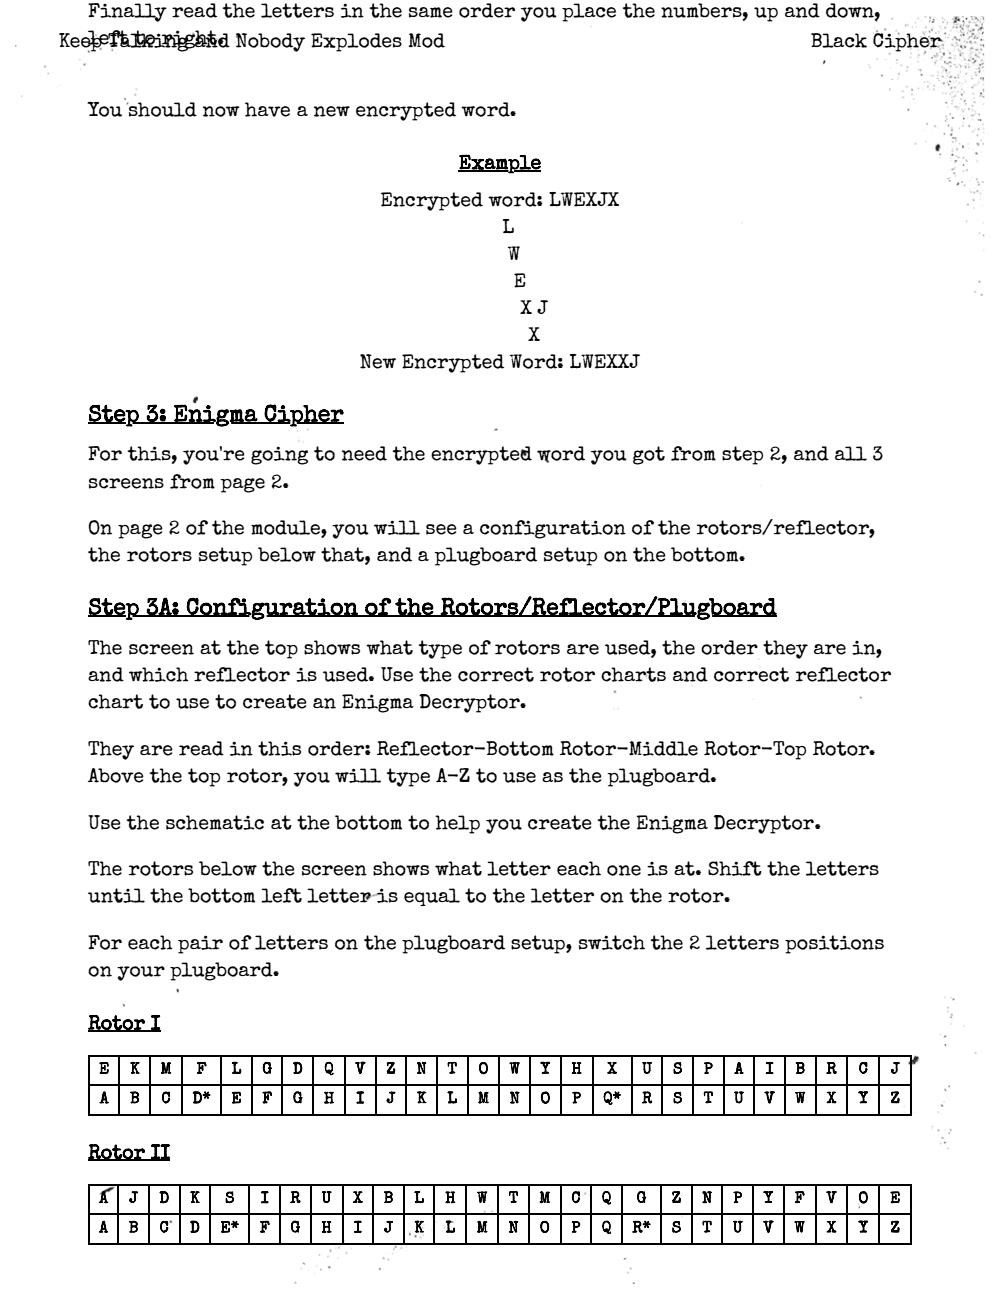 Finally read the letters in the same order you place the numbers, up and down,
left to right.
Keep Talking and Nobody Explodes Mod
Black Cipher
You should now have a new encrypted word.
Example
Encrypted word: LWEXJX
L
W
E
X J
X
New Encrypted Word: LWEXXJ
Step 3: Enigma Cipher
For this, you're going to need the encrypted word you got from step 2, and all 3
screens from page 2.
On page 2 of the module, you will see a configuration of the rotors/reflector,
the rotors setup below that, and a plugboard setup on the bottom.
Step 3A: Configuration of the Rotors/Reflector/Plugboard
The screen at the top shows what type of rotors are used, the order they are in,
and which reflector is used. Use the correct rotor charts and correct reflector
chart to use to create an Enigma Decryptor.
They are read in this order: Reflector-Bottom Rotor-Middle Rotor-Top Rotor.
Above the top rotor, you will type A-Z to use as the plugboard.
Use the schematic at the bottom to help you create the Enigma Decryptor.
The rotors below the screen shows what letter each one is at. Shift the letters
until the bottom left letter is equal to the letter on the rotor.
For each pair of letters on the plugboard setup, switch the 2 letters positions
on your plugboard.
Rotor I
E K M F L G D Q V Z N T O W Y H X U S P A I B R C J
A B C D* E F G H I J K L M N O P Q* R S T U V W X Y Z
Rotor II
A J D K S I R U X B L H W T M C Q G Z N P Y F V O E
A B C D E* F G H I J K L M N O P Q R* S T U V W X Y Z